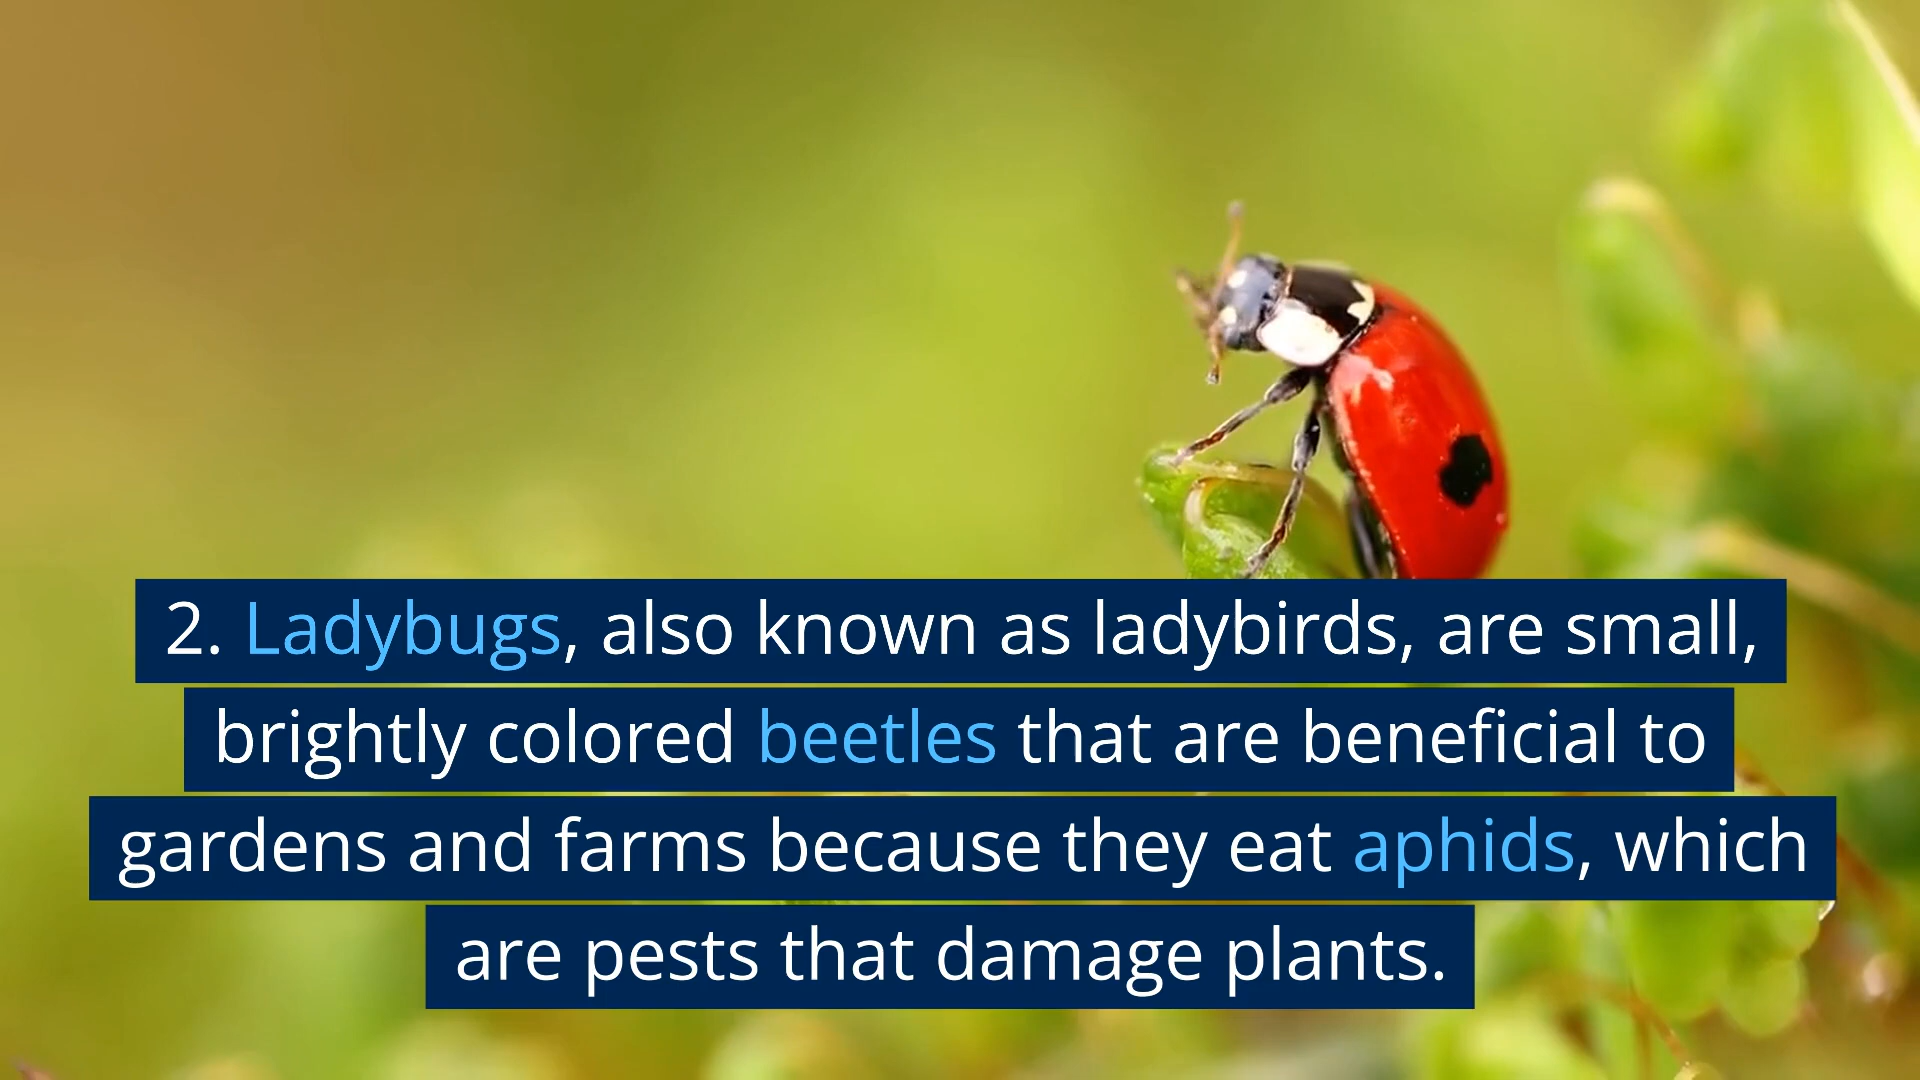 2. Ladybugs, also known as ladybirds, are small,
brightly colored beetles that are beneficial to
gardens and farms because they eat aphids, which
are pests that damage plants.